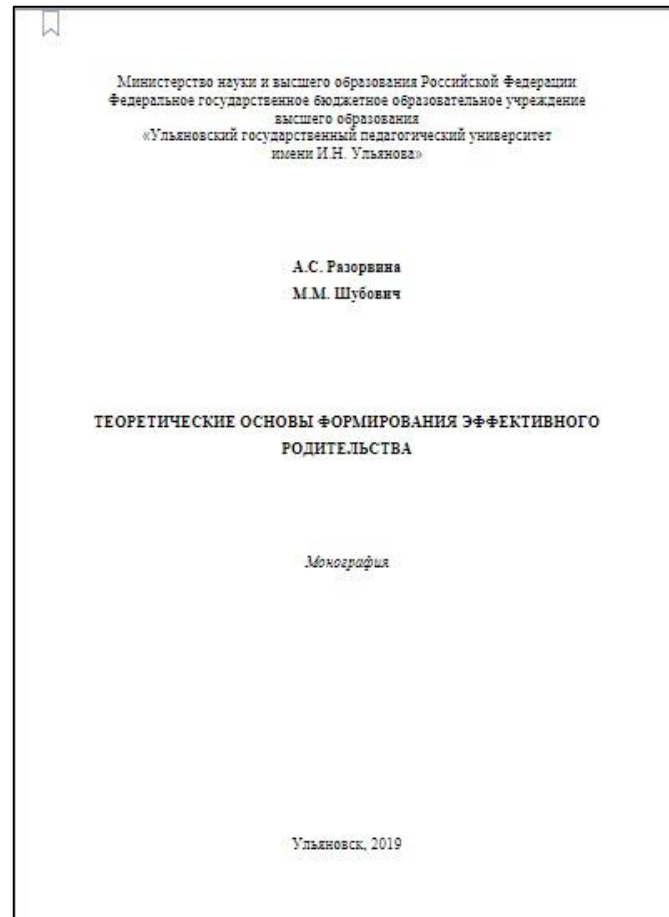 Министерство науки и высшего образования Российской Федерации
Федеральное государственное бюджетное образовательное учреждение
высшего образования
«Ульяновский государственный педагогический университет
имени И.Н. Ульянова»
А.С. Разорвина
М.М. Шубович
ТЕОРЕТИЧЕСКИЕ ОСНОВЫ ФОРМИРОВАНИЯ ЭФФЕКТИВНОГО
РОДИТЕЛЬСТВА
Монография
Ульяновск, 2019